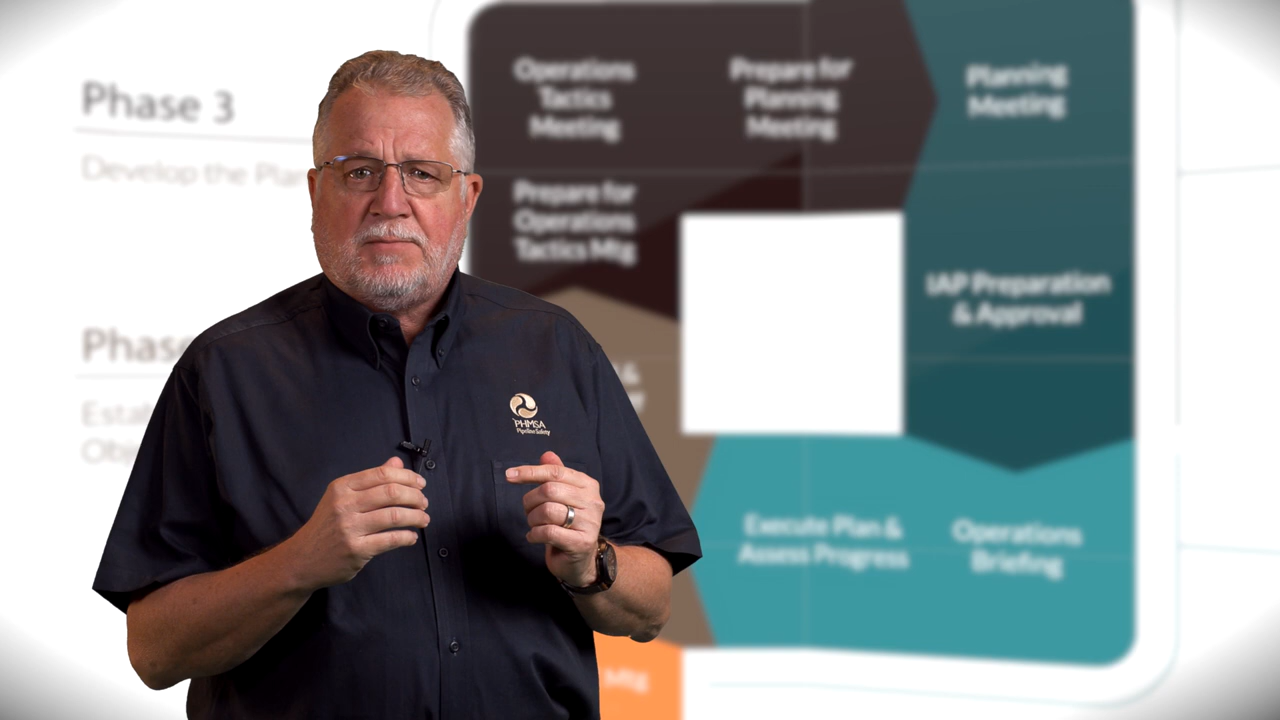 Phase 3
Develop the Plan
Phase
Operations
Tactics
Meeting
Prepare for
Planning
Meeting
Planning
Meeting
Prepare for
Operations
Tactics Mtg
IAP Preparation
& Approval
&
Execute Plan &
Assess Progress
Operations
Briefing
Mtg
PHMSA
Pipeline Safety